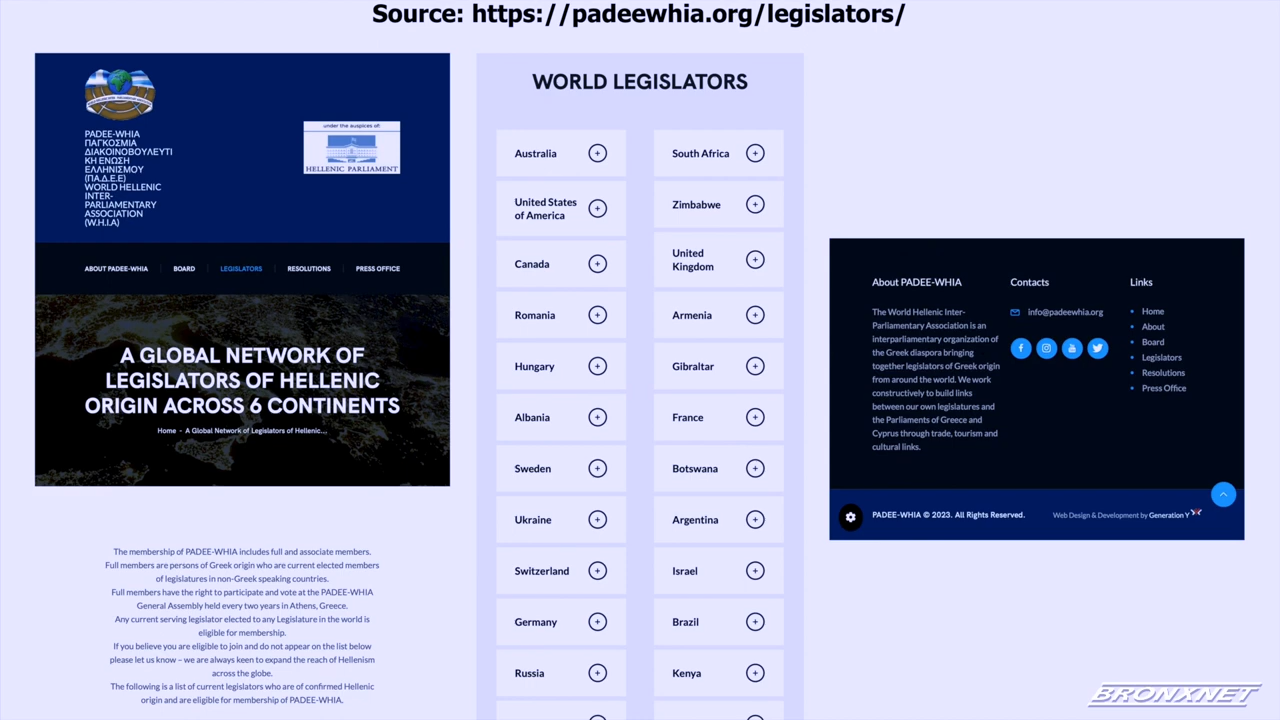 Source: https://padeewhia.org/legislators/
PADEE-WHIA
ΠΑΓΚΟΣΜΙΑ
ΔΙΑΚΟΙΝΟΒΟΥΛΕΥΤΙ
ΚΗ ΕΝΩΣΗ
ΕΛΛΗΝΙΣΜΟΥ
(ΠΑ.Δ.Ε.Ε)
WORLD HELLENIC
INTER-
PARLIAMENTARY
ASSOCIATION
(W.H.I.A)
under the auspices of:
HELLENIC PARLIAMENT
ABOUT PADEE-WHIA
BOARD
LEGISLATORS
RESOLUTIONS
PRESS OFFICE
A GLOBAL NETWORK OF
LEGISLATORS OF HELLENIC
ORIGIN ACROSS 6 CONTINENTS
Home - A Global Network of Legislators of Hellenic...
The membership of PADEE-WHIA includes full and associate members.
Full members are persons of Greek origin who are current elected members
of legislatures in non-Greek speaking countries.
Full members have the right to participate and vote at the PADEE-WHIA
General Assembly held every two years in Athens, Greece.
Any current serving legislator elected to any Legislature in the world is
eligible for membership.
If you believe you are eligible to join and do not appear on the list below
please let us know – we are always keen to expand the reach of Hellenism
across the globe.
The following is a list of current legislators who are of confirmed Hellenic
origin and are eligible for membership of PADEE-WHIA.
WORLD LEGISLATORS
Australia
United States
of America
Canada
Romania
Hungary
Albania
Sweden
Ukraine
Switzerland
Germany
Russia
South Africa
Zimbabwe
United
Kingdom
Armenia
Gibraltar
France
Botswana
Argentina
Israel
Brazil
Kenya
About PADEE-WHIA
The World Hellenic Inter-
Parliamentary Association is an
interparliamentary organization of
the Greek diaspora bringing
together legislators of Greek origin
from around the world. We work
constructively to build links
between our own legislatures and
the Parliaments of Greece and
Cyprus through trade, tourism and
cultural links.
Contacts
info@padeewhia.org
Links
Home
About
Board
Legislators
Resolutions
Press Office
PADEE-WHIA © 2023. All Rights Reserved.
Web Design & Development by Generation Y
BRONXNET